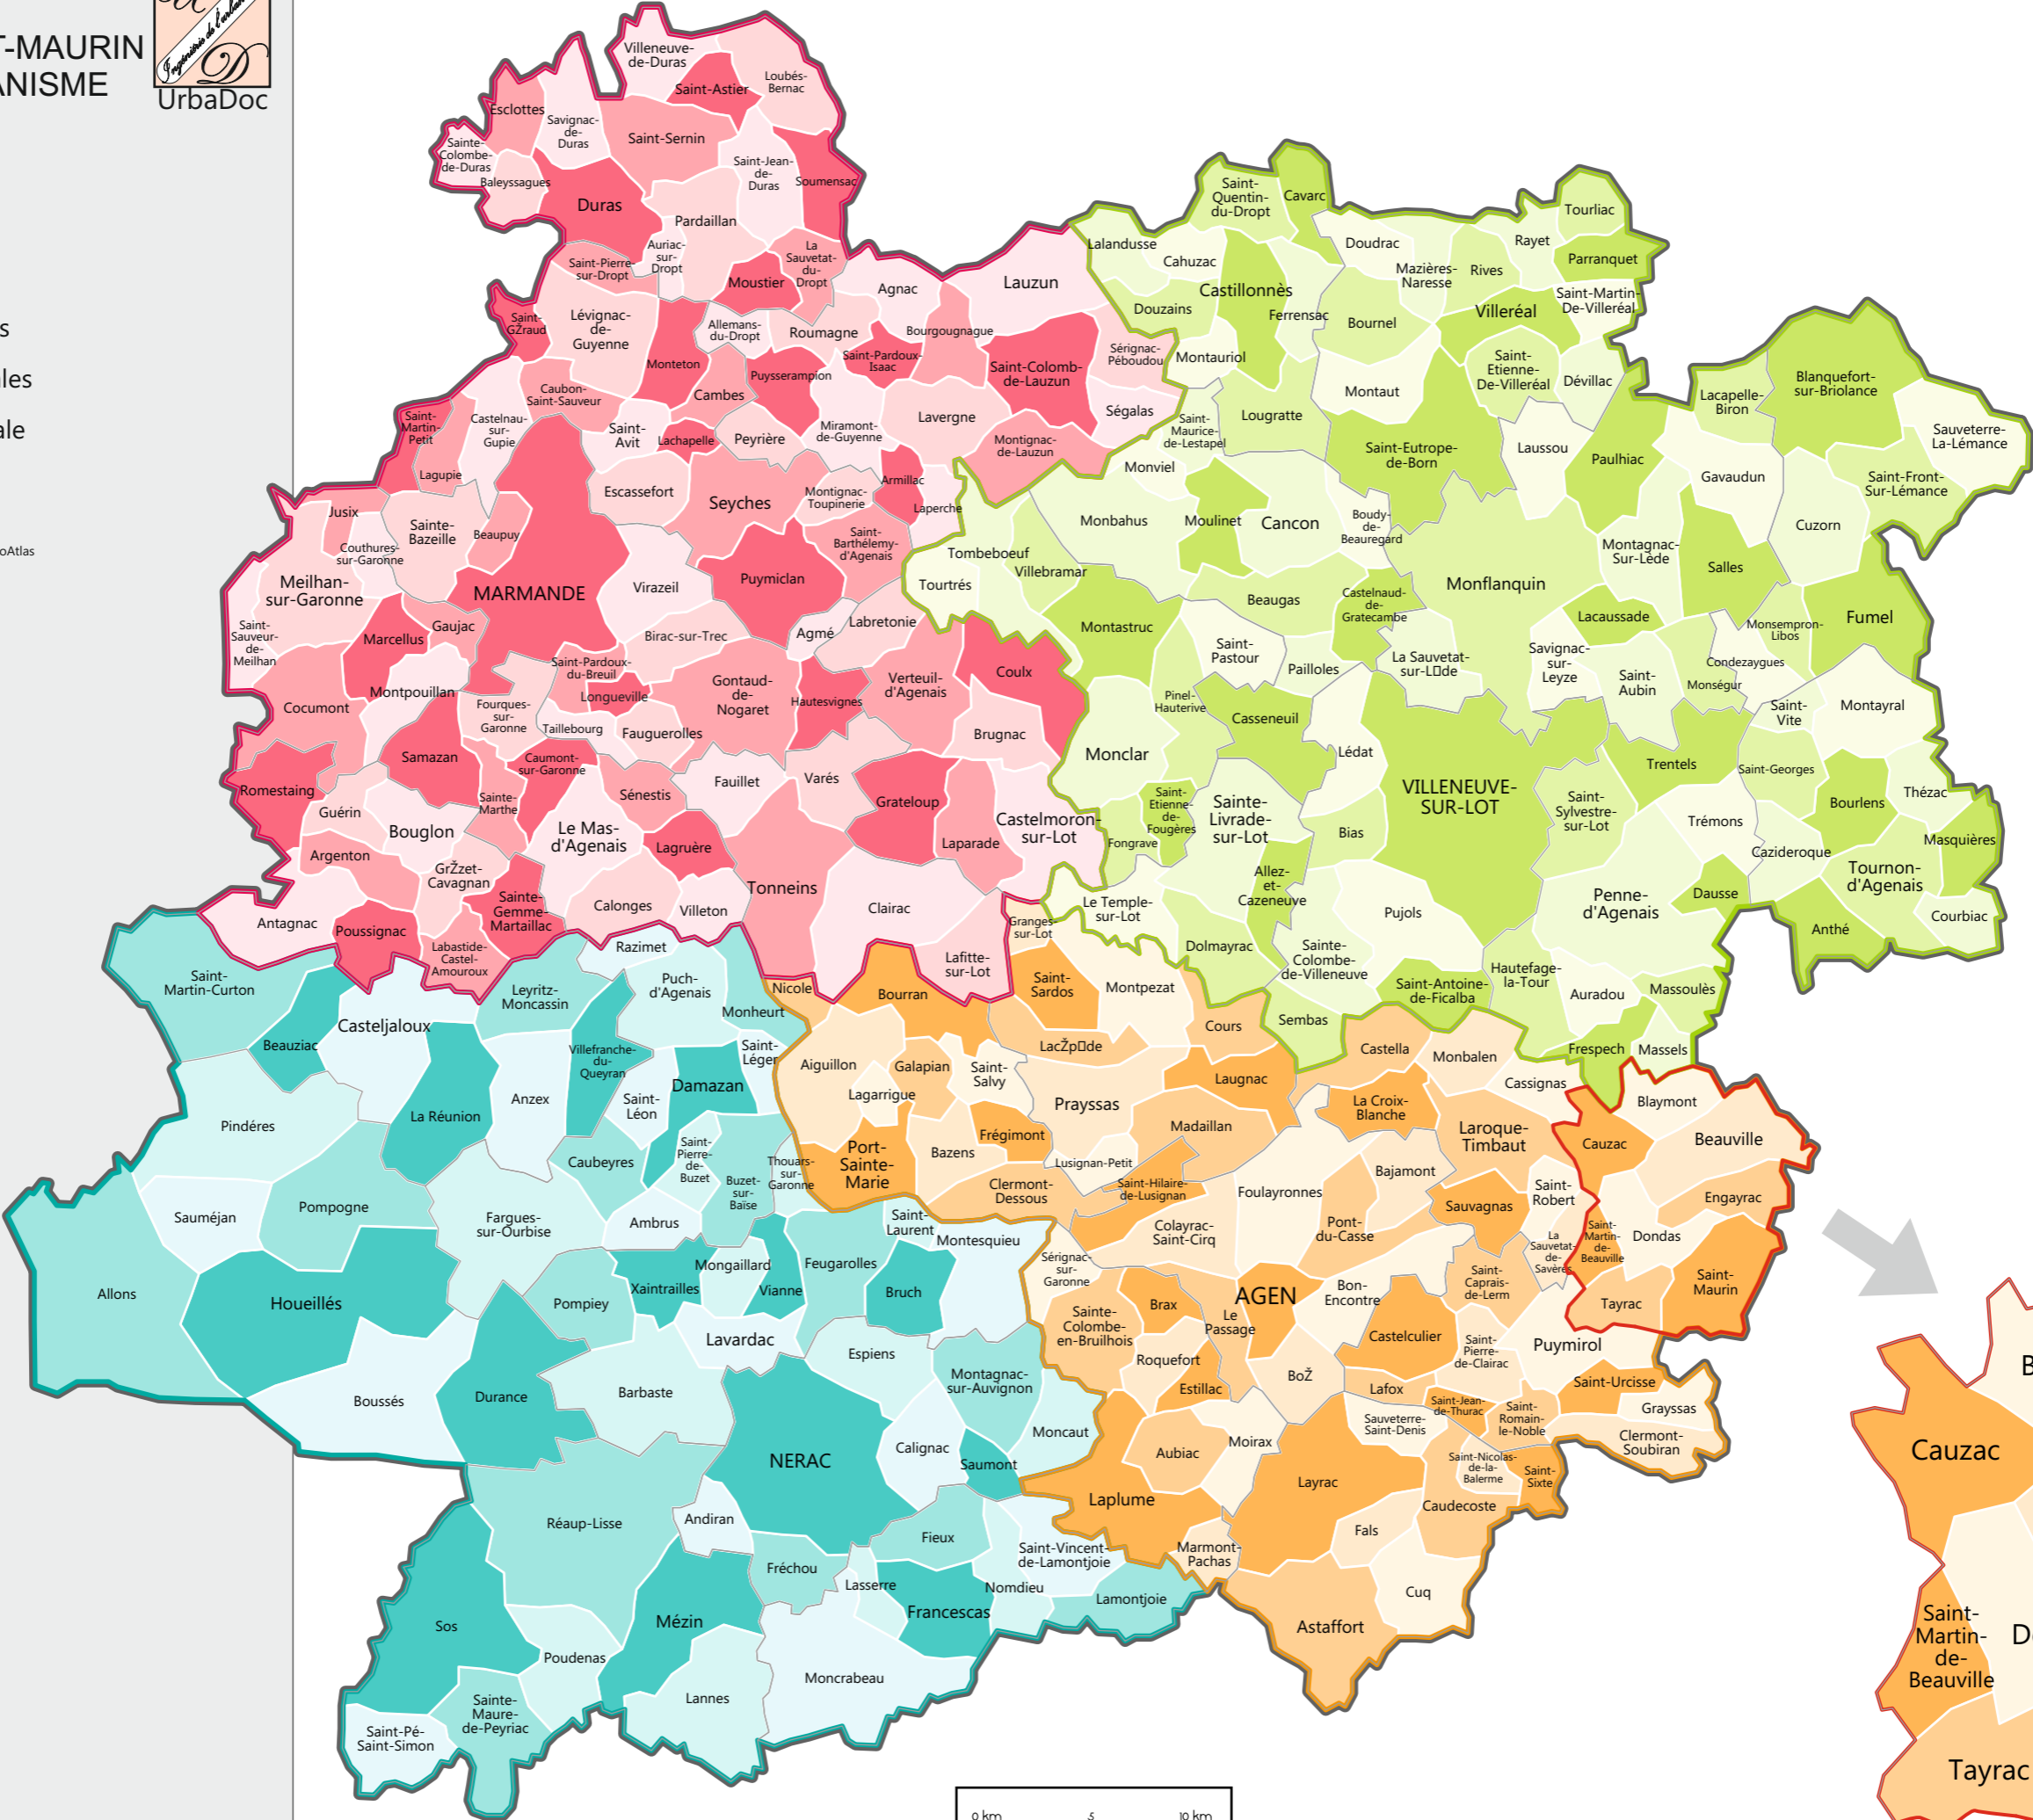 T-MAURIN
ANISME
Ingénierie de l'urban
D
UrbaDoc
s
les
ale
oAtlas
Villeneuve-
de-Duras
Saint-Astier
Loubés-
Bernac
Esclottes
Savignac-
de-
Duras
Saint-Sernin
Sainte-
Colombe-
de-Duras
Baleyssagues
Saint-Jean-
de-
Duras
Soumensac
Duras
Pardaillan
Auriac-
sur-
Dropt
La
Sauvetat-
du-
Dropt
Saint-Pierre-
sur-Dropt
Moustier
Agnac
Lauzun
Saint-
GŽraud
Lévignac-
de-
Guyenne
Allemans-
du-Dropt
Roumagne
Bourgougnague
Monteton
Saint-Pardoux-
Isaac
Saint-Colomb-
de-Lauzun
Sérignac-
Péboudou
Puysserampion
Cambes
Caubon-
Saint-Sauveur
Ségalas
Saint-
Martin-
Petit
Castelnau-
sur-
Gupie
Saint-
Avit
Lachapelle
Peyrière
Miramont-
de-Guyenne
Lavergne
Montignac-
de-Lauzun
Lagupie
Escassefort
Seyches
Montignac-
Toupinerie
Armillac
Laperche
Jusix
Couthures-
sur-Garonne
Sainte-
Bazeille
Beaupuy
Saint-
Barthélemy-
d'Agenais
Meilhan-
sur-Garonne
MARMANDE
Virazeil
Puymiclan
Saint-
Sauveur-
de-
Meilhan
Marcellus
Gaujac
Birac-sur-Trec
Agmé
Labretonie
Saint-Pardoux-
du-Breuil
Longueville
Montpouillan
Cocumont
Fourques-
sur-
Garonne
Taillebourg
Fauguerolles
Gontaud-
de-
Nogaret
Hautesvignes
Verteuil-
d'Agenais
Coulx
Brugnac
Samazan
Caumont-
sur-Garonne
Romestaing
Guérin
Sainte-
Marthe
Sénestis
Fauillet
Varés
Grateloup
Bouglon
Le Mas-
d'Agenais
Lagruère
Laparade
Castelmoron-
sur-Lot
Argenton
GrŽzet-
Cavagnan
Tonneins
Antagnac
Poussignac
Sainte-
Gemme-
Martaillac
Calonges
Villeton
Clairac
Labastide-
Castel-
Amouroux
Lafitte-
sur-Lot
Saint-
Quentin-
du-Dropt
Cavarc
Tourliac
Lalandusse
Cahuzac
Doudrac
Rayet
Mazières-
Naresse
Rives
Parranquet
Castillonnès
Douzains
Ferrensac
Bournel
Villeréal
Saint-Martin-
De-Villeréal
Montauriol
Saint-
Etienne-
De-Villeréal
Dévillac
Montaut
Lacapelle-
Biron
Blanquefort-
sur-Briolance
Sauveterre-
La-Lémance
Lougratte
Saint-
Maurice-
de-Lestapel
Monviel
Saint-Eutrope-
de-Born
Laussou
Paulhiac
Gavaudun
Saint-Front-
Sur-Lémance
Cuzorn
Monbahus
Moulinet
Cancon
Boudy-
de-
Beauregard
Montagnac-
Sur-Lède
Salles
Tombeboeuf
Villebramar
Tourtrés
Monflanquin
Beaugas
Castelnaud-
de-
Gratecambe
Lacaussade
Fumel
Monsempron-
Libos
Condezaygues
Montastruc
Saint-
Pastour
Pailloles
La Sauvetat-
sur-L▯de
Savignac-
sur-
Leyze
Saint-
Aubin
Monségur
Saint-
Vite
Montayral
Pinel-
Hauterive
Casseneuil
Monclar
Lédat
VILLENEUVE-
SUR-LOT
Trentels
Saint-Georges
Thézac
Bourlens
Saint-
Etienne-
de-
Fougères
Sainte-
Livrade-
sur-Lot
Fongrave
Bias
Saint-
Sylvestre-
sur-Lot
Trémons
Cazideroque
Masquières
Tournon-
d'Agenais
Allez-
et-
Cazeneuve
Penne-
d'Agenais
Dausse
Courbiac
Anthé
Le Temple-
sur-Lot
Pujols
Dolmayrac
Sainte-
Colombe-
de-Villeneuve
Saint-Antoine-
de-Ficalba
Hautefage-
la-Tour
Auradou
Massoulès
Sembas
Frespech
Massels
Saint-
Martin-Curton
Razimet
Puch-
d'Agenais
Leyritz-
Moncassin
Monheurt
Casteljaloux
Beauziac
Villefranche-
du-
Queyran
Saint-
Léger
Damazan
Saint-
Léon
Anzex
La Réunion
Pindéres
Caubeyres
Saint-
Pierre-
de-
Buzet
Buzet-
sur-
Baïse
Thouars-
sur-
Garonne
Sauméjan
Pompogne
Fargues-
sur-Ourbise
Ambrus
Saint-
Laurent
Montesquieu
Allons
Houeillés
Pompiey
Xaintrailles
Mongaillard
Vianne
Feugarolles
Bruch
Lavardac
Espiens
Boussés
Durance
Barbaste
Montagnac-
sur-Auvignon
Moncaut
NERAC
Calignac
Saumont
Réaup-Lisse
Andiran
Fieux
Fréchou
Saint-Vincent-
de-Lamontjoie
Lasserre
Nomdieu
Francescas
Lamontjoie
Sos
Mézin
Poudenas
Moncrabeau
Lannes
Sainte-
Maure-
de-Peyriac
Saint-Pé-
Saint-Simon
Granges-
sur-Lot
Nicole
Bourran
Saint-
Sardos
Montpezat
Cours
LacŽp▯de
Aiguillon
Galapian
Saint-
Salvy
Lagarrigue
Prayssas
Laugnac
Castella
Monbalen
Cassignas
La Croix-
Blanche
Laroque-
Timbaut
Frégimont
Madaillan
Port-
Sainte-
Marie
Bazens
Lusignan-Petit
Clermont-
Dessous
Saint-Hilaire-
de-Lusignan
Foulayronnes
Bajamont
Saint-
Robert
Sauvagnas
Colayrac-
Saint-Cirq
Pont-
du-Casse
La
Sauvetat-
de-
Savères
Sérignac-
sur-
Garonne
Sainte-
Colombe-
en-Bruilhois
Brax
AGEN
Le
Passage
Bon-
Encontre
Saint-
Caprais-
de-Lerm
Castelculier
Saint-
Pierre-
de-Clairac
Puymirol
Roquefort
Estillac
BoŽ
Lafox
Saint-Jean-
de-Thurac
Saint-Urcisse
Grayssas
Clermont-
Soubiran
Saint-
Romain-
le-Noble
Sauveterre-
Saint-Denis
Aubiac
Moirax
Layrac
Saint-Nicolas-
de-la-
Balerme
Saint-
Sixte
Caudecoste
Laplume
Fals
Marmont-
Pachas
Cuq
Astaffort
Blaymont
Cauzac
Beauville
Engayrac
Saint-
Martin-
de-
Beauville
Dondas
Saint-
Maurin
Tayrac
B
Cauzac
Saint-
Martin-
de-
Beauville
Do
Tayrac
0 km 5 10 km